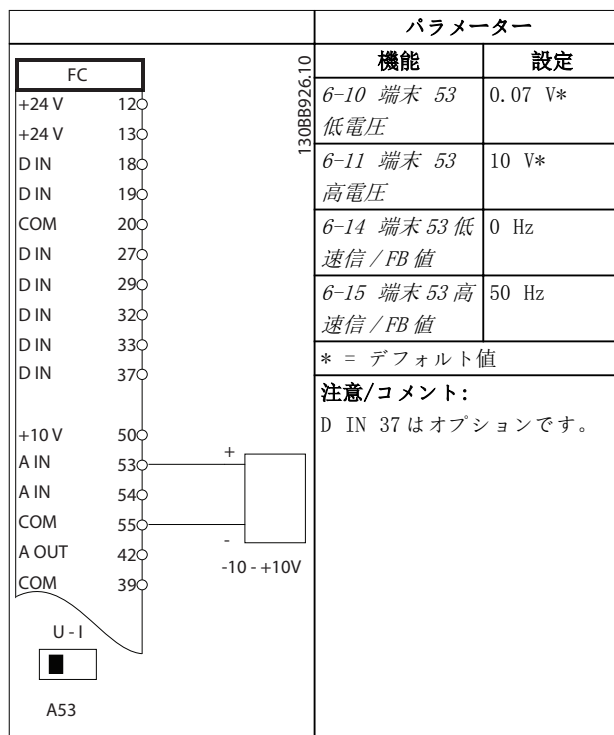 FC
+24 V 12
+24 V 13
D IN 18
D IN 19
COM 20
D IN 27
D IN 29
D IN 32
D IN 33
D IN 37
+10 V 50
A IN 53
A IN 54
COM 55
A OUT 42
COM 39
+
-
-10 - +10V
U - I
A53
130BB926.10
パラメーター
機能 設定
6-10 端末 53 0.07 V*
低電圧
6-11 端末 53 10 V*
高電圧
6-14 端末 53 低 0 Hz
速信／FB 値
6-15 端末 53 高 50 Hz
速信／FB 値
* = デフォルト値
注意/コメント:
D IN 37 はオプションです。